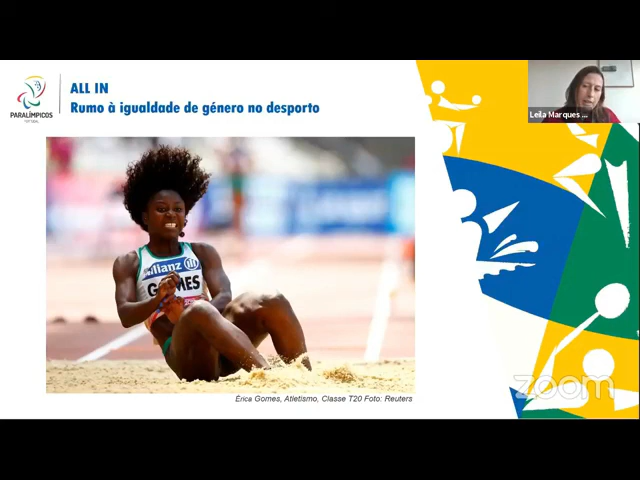 ALL IN
Rumo à igualdade de género no desporto
PARALÍMPICOS
Leila Marques ...
Allianz
GOMES
Érica Gomes, Atletismo, Classe T20 Foto: Reuters
zoom